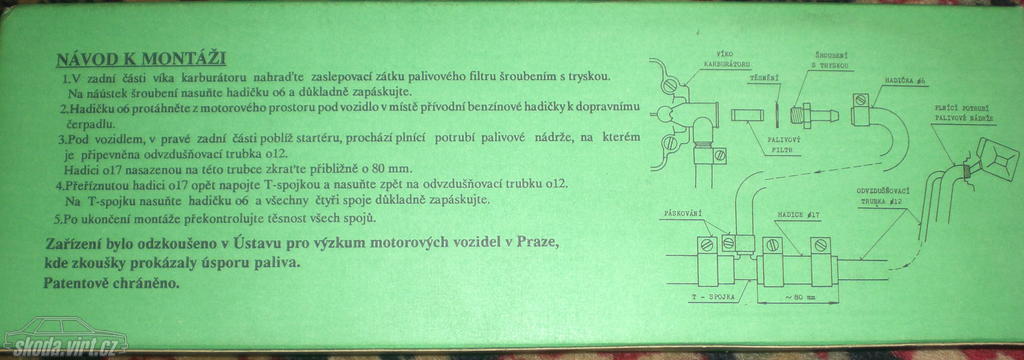 NÁVOD K MONTÁŽI
1.V zadní části víka karburátoru nahraďte zaslepovací zátku palivového filtru šroubením s tryskou.
Na náústek šroubení nasuňte hadičku o6 a důkladně zapáskujte.
2.Hadičku o6 protáhněte z motorového prostoru pod vozidlo v místě přívodní benzínové hadičky k dopravnímu
čerpadlu.
3.Pod vozidlem, v pravé zadní části poblíž startéru, prochází plnící potrubí palivové nádrže, na kterém
je připevněna odvzdušňovací trubka o12.
Hadici o17 nasazenou na této trubce zkraťte přibližně o 80 mm.
4.Přeříznutou hadici o17 opět napojte T-spojkou a nasuňte zpět na odvzdušňovací trubku o12.
Na T-spojku nasuňte hadičku o6 a všechny čtyři spoje důkladně zapáskujte.
5.Po ukončení montáže překontrolujte těsnost všech spojů.
Zařízení bylo odzkoušeno v Ústavu pro výzkum motorových vozidel v Praze,
kde zkoušky prokázaly úsporu paliva.
Patentově chráněno.
VÍKO
KARBURÁTORU
TĚSNĚNÍ
ŠROUBENÍ
S TRYSKOU
HADIČKA ø6
PLNÍCÍ POTRUBÍ
PALIVOVÉ NÁDRŽE
PALIVOVÝ
FILTR
PÁSKOVÁNÍ
HADICE ø17
ODVZDUŠŇOVACÍ
TRUBKA ø12
T - SPOJKA
~ 80 mm
skoda.virt.cz